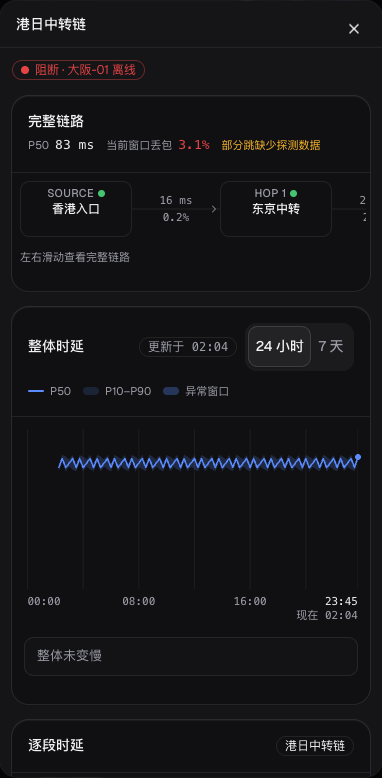 港日中转链 ×
阻断 · 大阪-01 离线
完整链路
P50 83 ms 当前窗口丢包 3.1% 部分跳缺少探测数据
SOURCE
香港入口
16 ms
0.2%
HOP 1
东京中转
左右滑动查看完整链路
整体时延 更新于 02:04 24 小时 7 天
P50 P10–P90 异常窗口
00:00 08:00 16:00 23:45
现在 02:04
整体未变慢
逐段时延 港日中转链